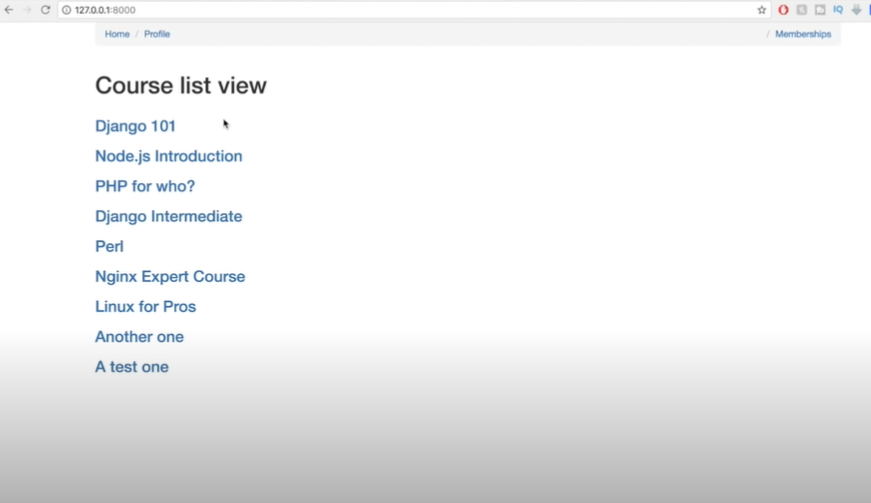 127.0.0.1:8000
IQ
Home / Profile / Memberships
Course list view
Django 101
Node.js Introduction
PHP for who?
Django Intermediate
Perl
Nginx Expert Course
Linux for Pros
Another one
A test one